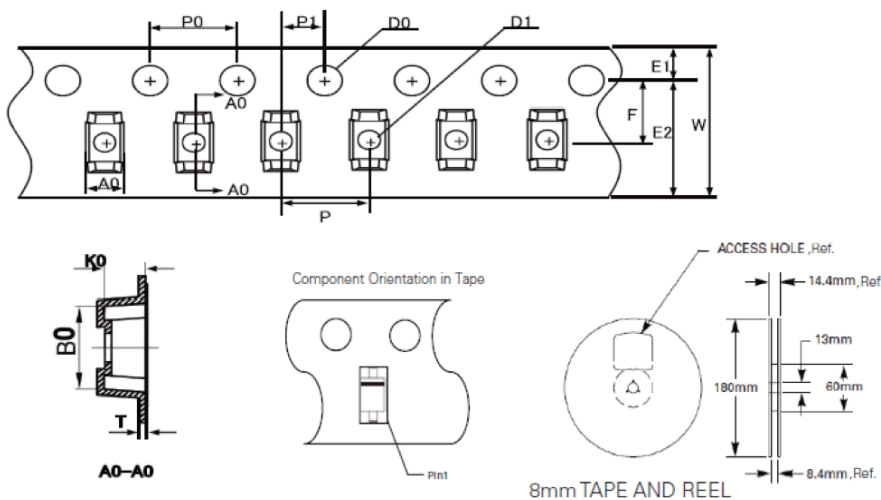 P0
P1
D0
D1
E1
A0
F
E2
W
A0
A0
P
K0
B0
T
A0-A0
Component Orientation in Tape
Pin1
ACCESS HOLE ,Ref.
14.4mm,Ref
13mm
180mm
60mm
8.4mm,Ref.
8mm TAPE AND REEL